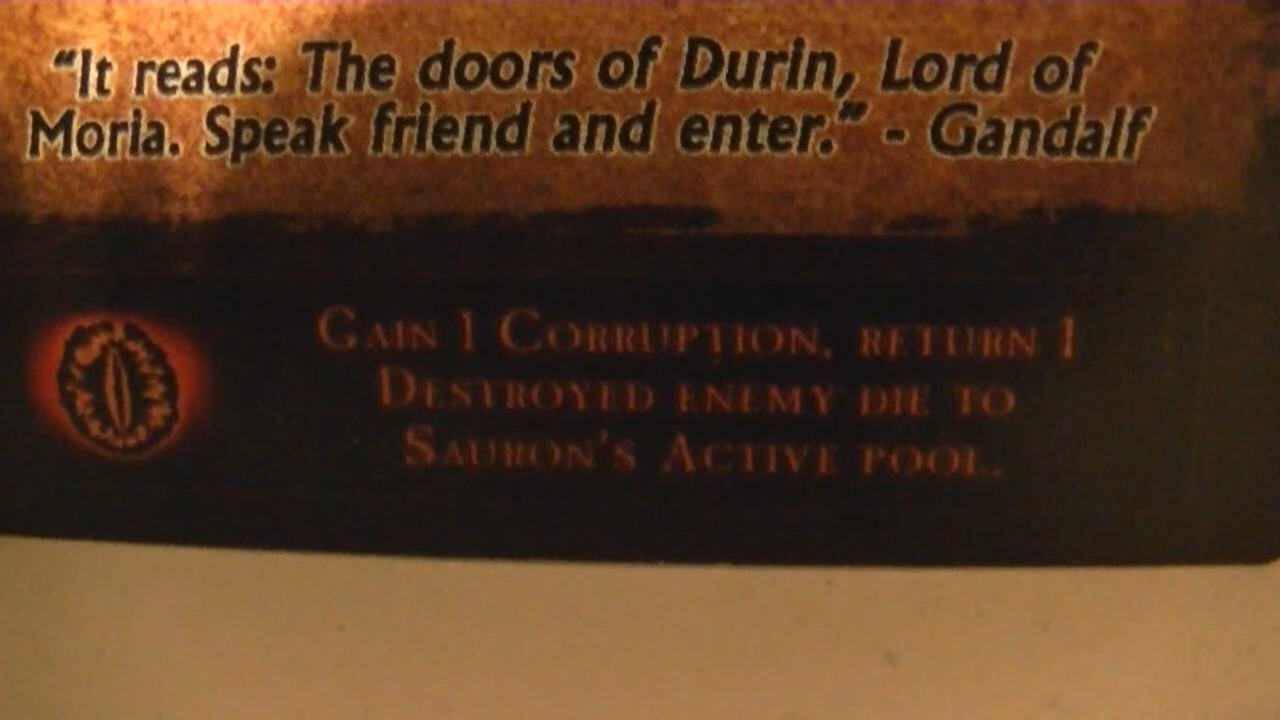 "It reads: The doors of Durin, Lord of
Moria. Speak friend and enter." - Gandalf
Gain 1 Corruption, return 1
Destroyed enemy die to
Sauron's Active pool.